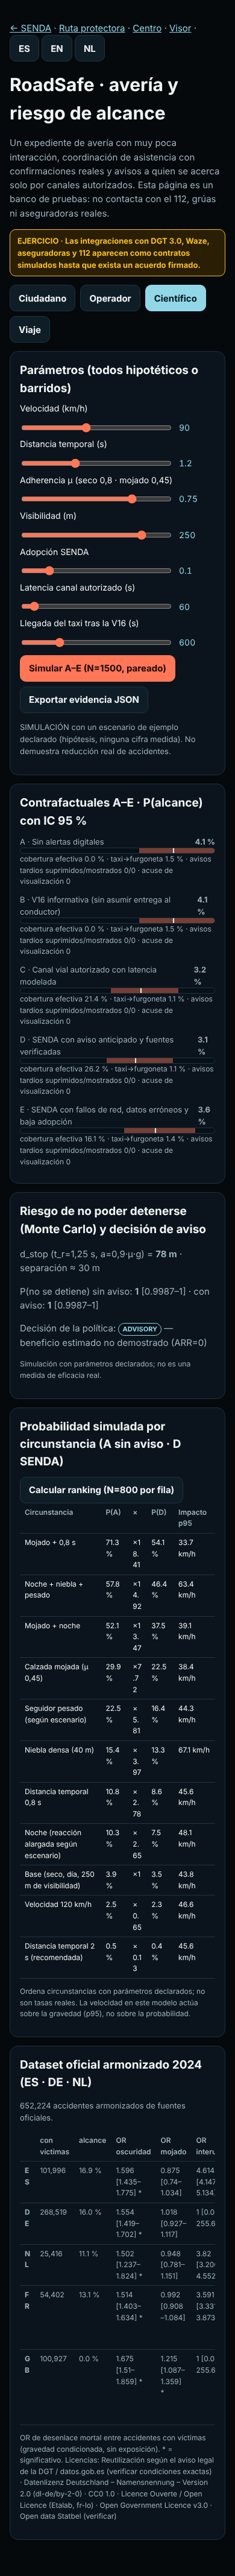 ← SENDA · Ruta protectora · Centro · Visor ·
ES EN NL
RoadSafe — avería y
riesgo de alcance
Un expediente de avería con muy poca
interacción, coordinación de asistencia con
confirmaciones reales y avisos a quien se acerca
solo por canales autorizados. Esta página es un
banco de pruebas: no contacta con el 112, grúas
ni aseguradoras reales.
EJERCICIO · Las integraciones con DGT 3.0, Waze,
aseguradoras y 112 aparecen como contratos
simulados hasta que exista un acuerdo firmado.
Ciudadano Operador Científico
Viaje
Parámetros (todos hipotéticos o
barridos)
Velocidad (km/h)
90
Distancia temporal (s)
1.2
Adherencia μ (seco 0,8 · mojado 0,45)
0.75
Visibilidad (m)
250
Adopción SENDA
0.1
Latencia canal autorizado (s)
60
Llegada del taxi tras la V16 (s)
600
Simular A–E (N=1500, pareado)
Exportar evidencia JSON
SIMULACIÓN con un escenario de ejemplo
declarado (hipótesis, ninguna cifra medida). No
demuestra reducción real de accidentes.
Contrafactuales A–E · P(alcance)
con IC 95 %
A · Sin alertas digitales 4.1 %
cobertura efectiva 0.0 % · taxi→furgoneta 1.5 % · avisos
tardíos suprimidos/mostrados 0/0 · acuse de
visualización 0
B · V16 informativa (sin asumir entrega al
conductor)
4.1
%
cobertura efectiva 0.0 % · taxi→furgoneta 1.5 % · avisos
tardíos suprimidos/mostrados 0/0 · acuse de
visualización 0
C · Canal vial autorizado con latencia
modelada
3.2
%
cobertura efectiva 21.4 % · taxi→furgoneta 1.1 % · avisos
tardíos suprimidos/mostrados 0/0 · acuse de
visualización 0
D · SENDA con aviso anticipado y fuentes
verificadas
3.1
%
cobertura efectiva 26.2 % · taxi→furgoneta 1.1 % · avisos
tardíos suprimidos/mostrados 0/0 · acuse de
visualización 0
E · SENDA con fallos de red, datos erróneos y
baja adopción
3.6
%
cobertura efectiva 16.1 % · taxi→furgoneta 1.4 % · avisos
tardíos suprimidos/mostrados 0/0 · acuse de
visualización 0
Riesgo de no poder detenerse
(Monte Carlo) y decisión de aviso
d_stop (t_r=1,25 s, a=0,9·μ·g) = 78 m ·
separación ≈ 30 m
P(no se detiene) sin aviso: 1 [0.9987–1] · con
aviso: 1 [0.9987–1]
Decisión de la política: ADVISORY —
beneficio estimado no demostrado (ARR=0)
Simulación con parámetros declarados; no es una
medida de eficacia real.
Probabilidad simulada por
circunstancia (A sin aviso · D
SENDA)
Calcular ranking (N=800 por fila)
Circunstancia P(A) × P(D) Impacto
p95
Mojado + 0,8 s 71.3 % ×18.41 54.1 % 33.7 km/h
Noche + niebla + pesado 57.8 % ×14.92 46.4 % 63.4 km/h
Mojado + noche 52.1 % ×13.47 37.5 % 39.1 km/h
Calzada mojada (μ 0,45) 29.9 % ×7.72 22.5 % 38.4 km/h
Seguidor pesado (según escenario) 22.5 % ×5.81 16.4 % 44.3 km/h
Niebla densa (40 m) 15.4 % ×3.97 13.3 % 67.1 km/h
Distancia temporal 0,8 s 10.8 % ×2.78 8.6 % 45.6 km/h
Noche (reacción alargada según escenario) 10.3 % ×2.65 7.5 % 48.1 km/h
Base (seco, día, 250 m de visibilidad) 3.9 % ×1 3.5 % 43.8 km/h
Velocidad 120 km/h 2.5 % ×0.65 2.3 % 46.6 km/h
Distancia temporal 2 s (recomendada) 0.5 % ×0.13 0.4 % 45.6 km/h
Ordena circunstancias con parámetros declarados; no
son tasas reales. La velocidad en este modelo actúa
sobre la gravedad (p95), no sobre la probabilidad.
Dataset oficial armonizado 2024
(ES · DE · NL)
652,224 accidentes armonizados de fuentes
oficiales.
con víctimas alcance OR oscuridad OR mojado OR
ES 101,996 16.9 % 1.596 [1.435–1.775] * 0.875 [0.74–1.034] 4.614
DE 268,519 16.0 % 1.554 [1.419–1.702] * 1.018 [0.927–1.117] 1
NL 25,416 11.1 % 1.502 [1.237–1.824] * 0.948 [0.781–1.151] 3.82
FR 54,402 13.1 % 1.514 [1.403–1.634] * 0.992 [0.908–1.084] 3.591
GB 100,927 0.0 % 1.675 [1.51–1.859] * 1.215 [1.087–1.359] * 1
OR de desenlace mortal entre accidentes con víctimas
(gravedad condicionada, sin exposición). * =
significativo. Licencias: Reutilización según el aviso legal
de la DGT / datos.gob.es (verificar condiciones exactas)
· Datenlizenz Deutschland – Namensnennung – Version
2.0 (dl-de/by-2-0) · CC0 1.0 · Licence Ouverte / Open
Licence (Etalab, fr-lo) · Open Government Licence v3.0 ·
Open data Statbel (verificar)